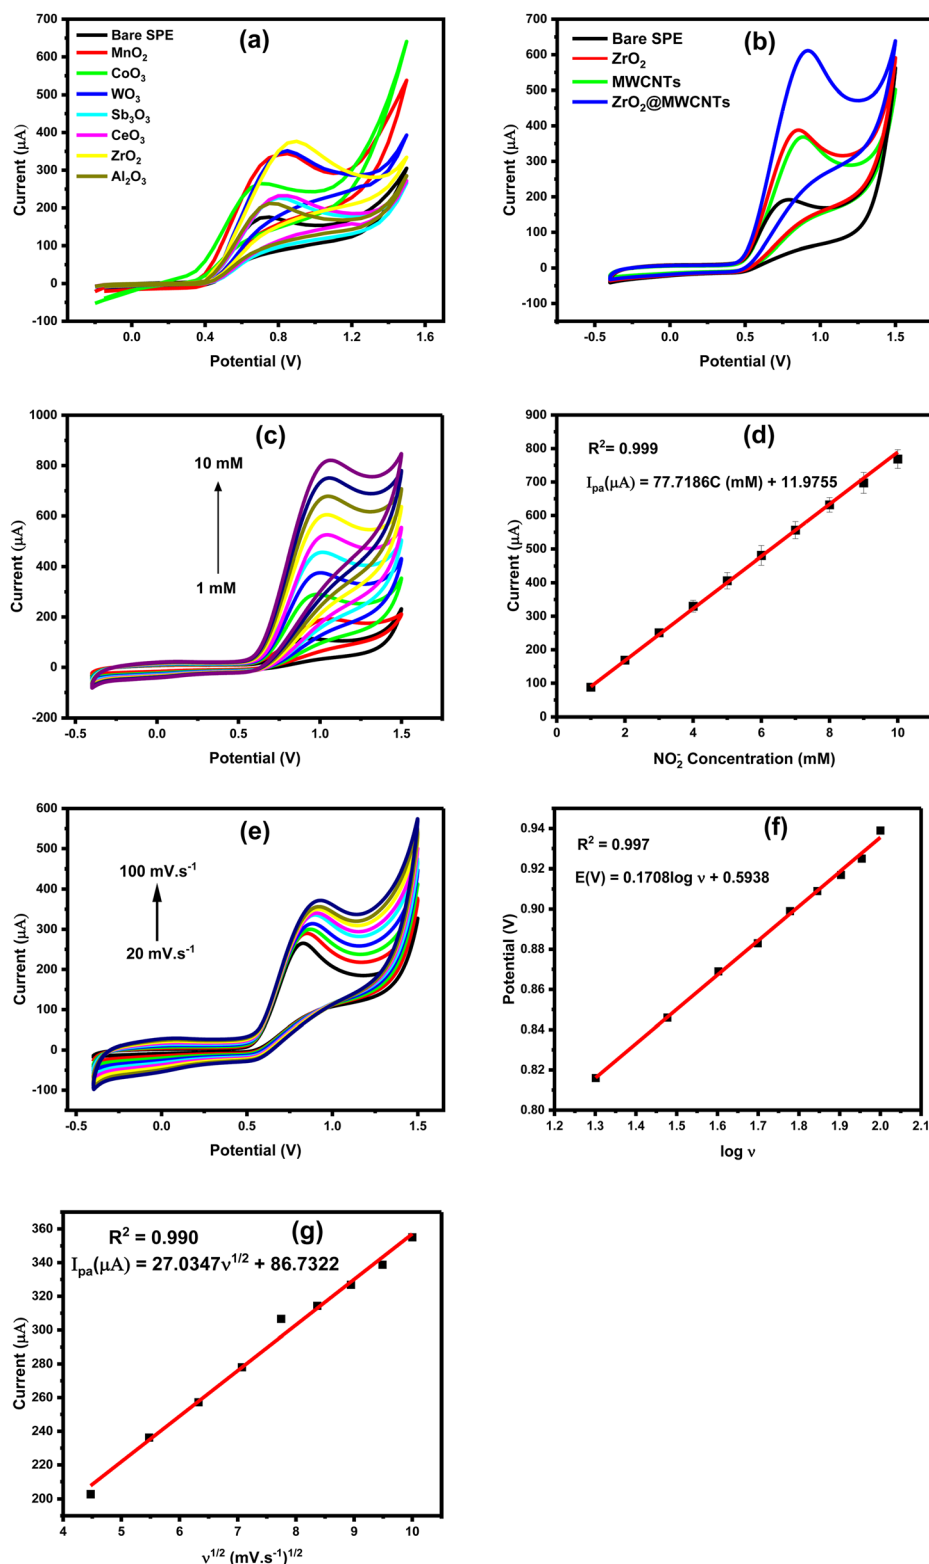 (a)
Bare SPE
MnO₂
CoO₃
WO₃
Sb₃O₃
CeO₃
ZrO₂
Al₂O₃
700
600
500
400
300
200
100
0
-100
0.0 0.4 0.8 1.2 1.6
Current (µA)
Potential (V)
(b)
Bare SPE
ZrO₂
MWCNTs
ZrO₂@MWCNTs
700
600
500
400
300
200
100
0
-100
-0.5 0.0 0.5 1.0 1.5
Current (µA)
Potential (V)
(c)
10 mM
1 mM
1000
800
600
400
200
0
-200
-0.5 0.0 0.5 1.0 1.5
Current (µA)
Potential (V)
(d)
R²= 0.999
Iₚₐ(µA) = 77.7186C (mM) + 11.9755
900
800
700
600
500
400
300
200
100
0
2 4 6 8 10
Current (µA)
NO₂⁻ Concentration (mM)
(e)
100 mV.s⁻¹
20 mV.s⁻¹
600
500
400
300
200
100
0
-100
-0.5 0.0 0.5 1.0 1.5
Current (µA)
Potential (V)
(f)
R² = 0.997
E(V) = 0.1708log ν + 0.5938
0.94
0.92
0.90
0.88
0.86
0.84
0.82
0.80
1.2 1.3 1.4 1.5 1.6 1.7 1.8 1.9 2.0 2.1
Potential (V)
log ν
(g)
R² = 0.990
Iₚₐ(µA) = 27.0347ν¹ᐟ² + 86.7322
360
340
320
300
280
260
240
220
200
4 5 6 7 8 9 10
Current (µA)
ν¹ᐟ² (mV.s⁻¹)¹ᐟ²